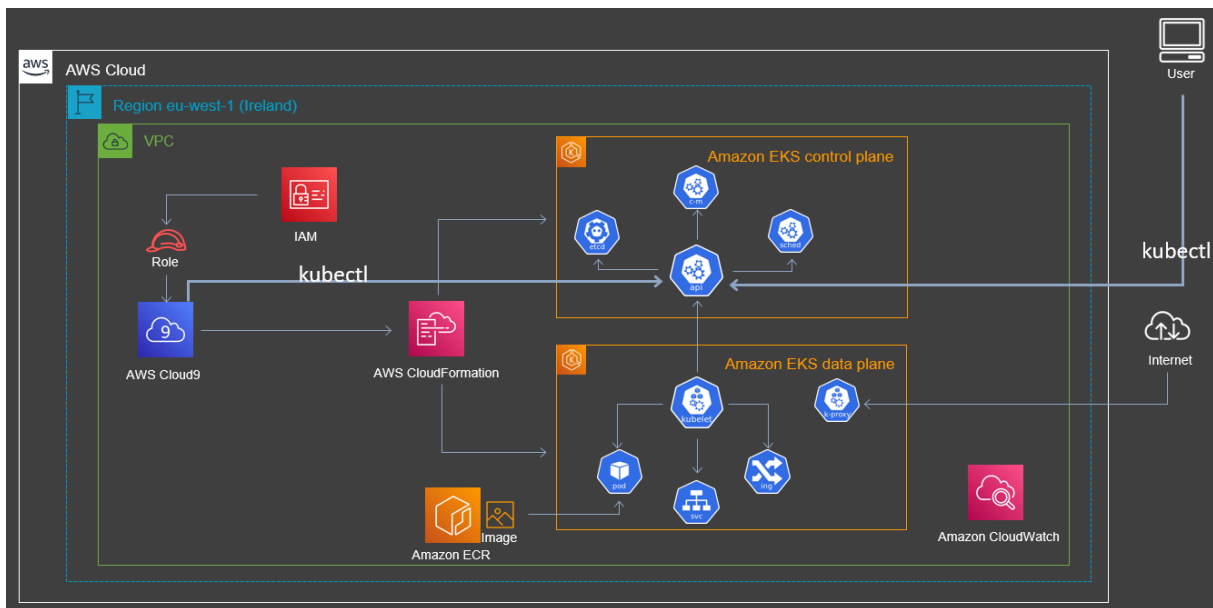 aws
AWS Cloud
User
Region eu-west-1 (Ireland)
VPC
Amazon EKS control plane
c-m
IAM
etcd
sched
Role
kubectl
api
kubectl
9
AWS Cloud9
AWS CloudFormation
Internet
Amazon EKS data plane
kubelet
k-proxy
pod
ing
svc
Image
Amazon ECR
Amazon CloudWatch